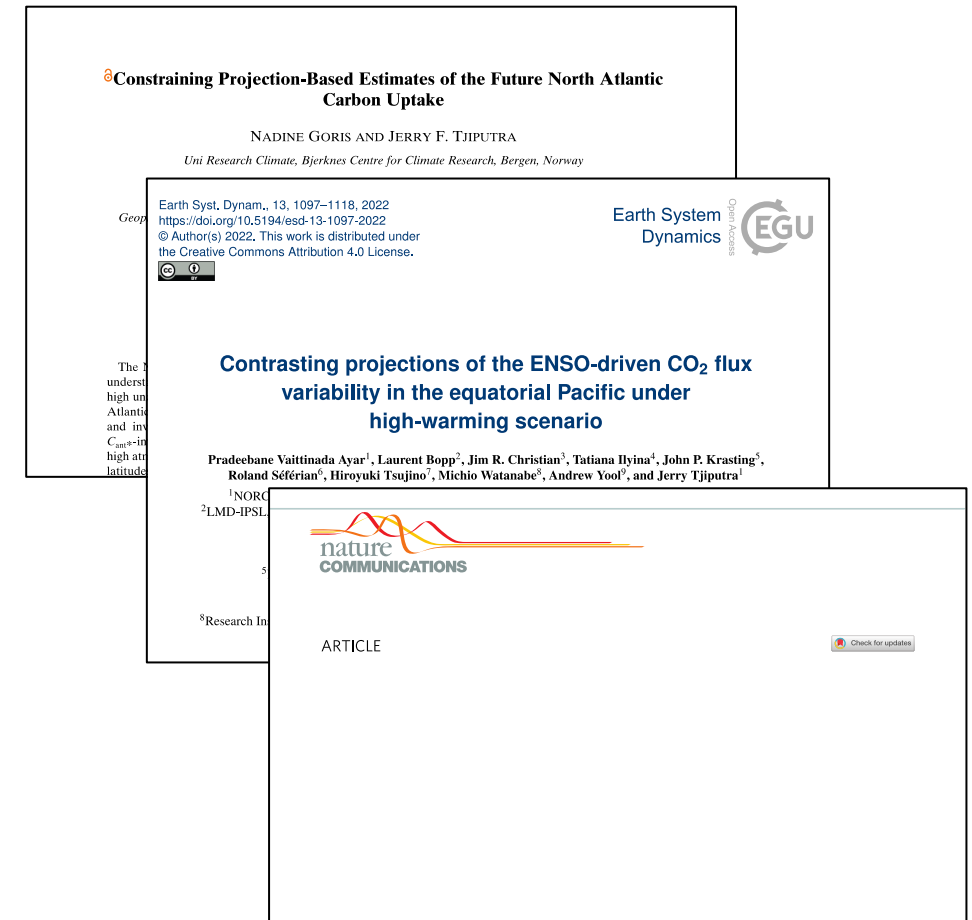 Constraining Projection-Based Estimates of the Future North Atlantic
Carbon Uptake
NADINE GORIS AND JERRY F. TJIPUTRA
Uni Research Climate, Bjerknes Centre for Climate Research, Bergen, Norway
Geop
The
underst
high un
Atlantic
and inv
Cant*-in
high atm
latitude
Earth Syst. Dynam., 13, 1097–1118, 2022
https://doi.org/10.5194/esd-13-1097-2022
© Author(s) 2022. This work is distributed under
the Creative Commons Attribution 4.0 License.
cc BY
Earth System
Dynamics
Open Access
EGU
Contrasting projections of the ENSO-driven CO2 flux
variability in the equatorial Pacific under
high-warming scenario
Pradeebane Vaittinada Ayar1, Laurent Bopp2, Jim R. Christian3, Tatiana Ilyina4, John P. Krasting5,
Roland Séférian6, Hiroyuki Tsujino7, Michio Watanabe8, Andrew Yool9, and Jerry Tjiputra1
1NORC
2LMD-IPSL
5
8Research In
nature
COMMUNICATIONS
ARTICLE
Check for updates